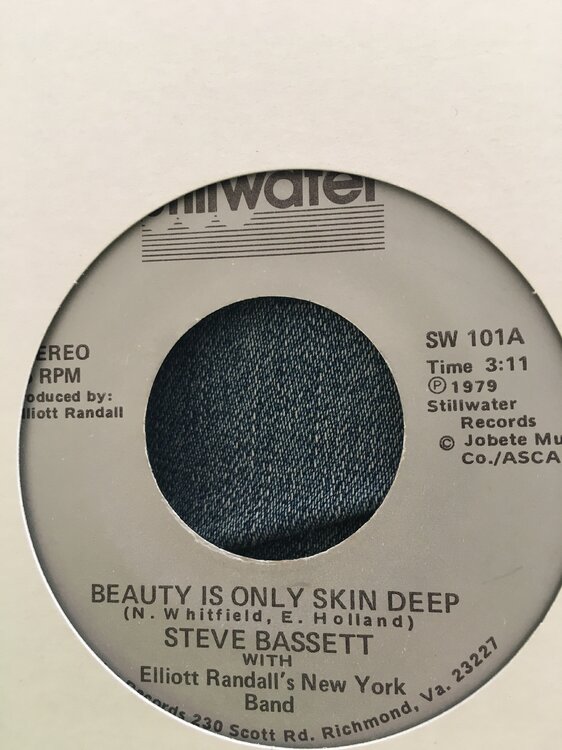 Stillwater
EREO
RPM
oduced by:
lliott Randall
SW 101A
Time 3:11
Ⓟ 1979
Stillwater
Records
© Jobete Mu
Co./ASCA
BEAUTY IS ONLY SKIN DEEP
(N. Whitfield, E. Holland)
STEVE BASSETT
WITH
Elliott Randall's New York
Band
Records 230 Scott Rd. Richmond, Va. 23227